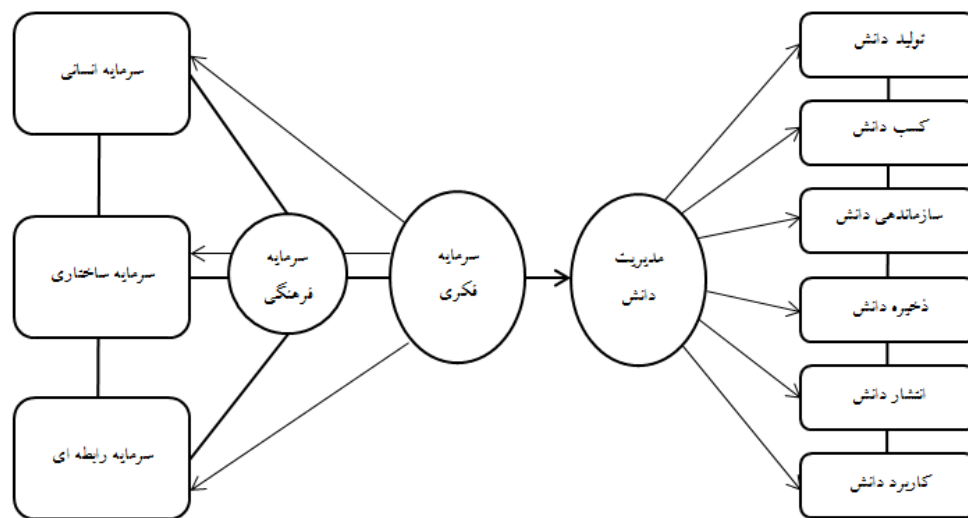 تولید دانش
کسب دانش
سازماندهی دانش
ذخیره دانش
انتشار دانش
کاربرد دانش
مدیریت
دانش
سرمایه
فکری
سرمایه
فرهنگی
سرمایه انسانی
سرمایه ساختاری
سرمایه رابطه ای